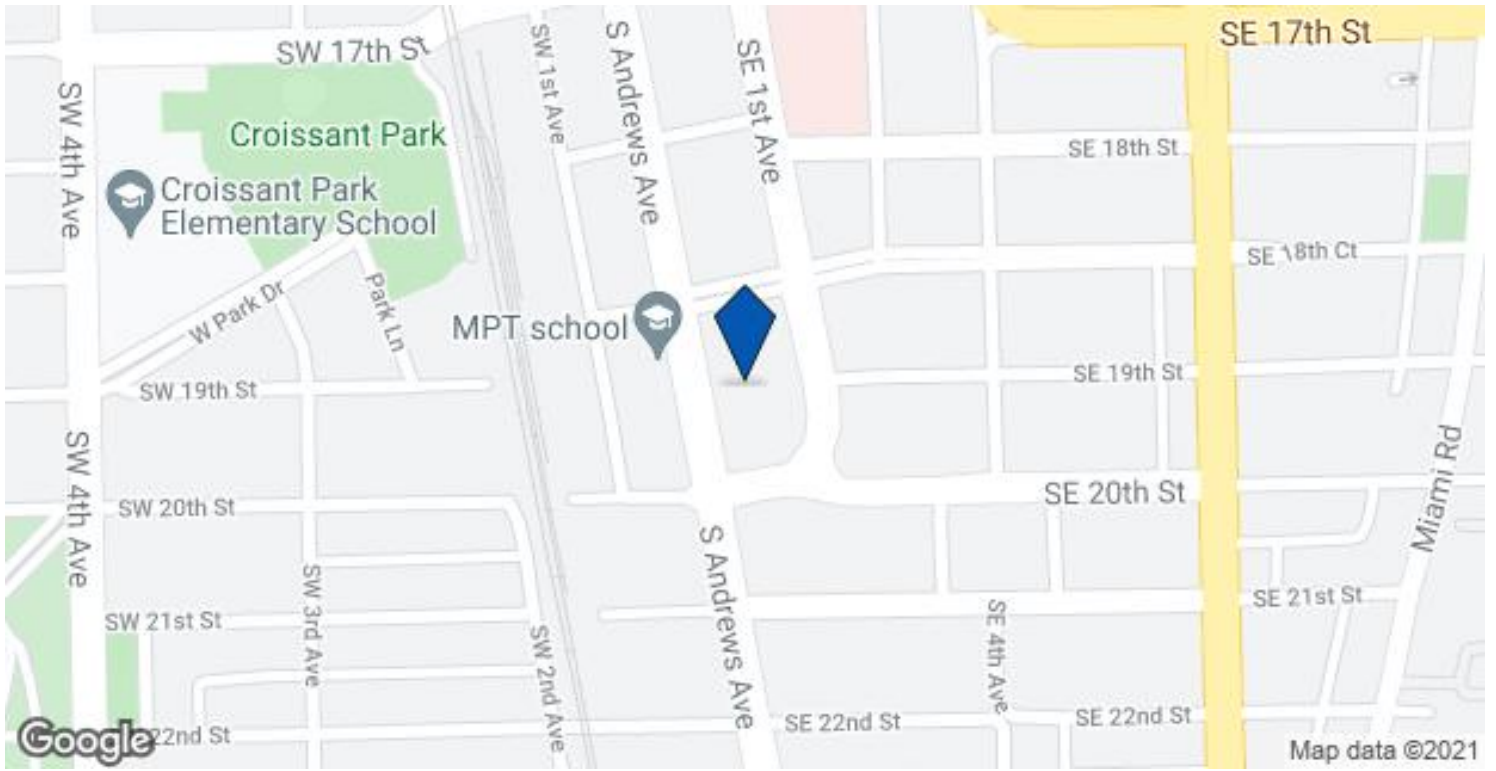 SE 17th St
SW 17th St
SW 1st Ave
S Andrews Ave
SE 1st Ave
SW 4th Ave
Croissant Park
SE 18th St
Croissant Park
Elementary School
SE 18th Ct
W Park Dr
Park Ln
MPT school
SW 19th St
SE 19th St
SW 4th Ave
SW 20th St
SE 20th St
Miami Rd
S Andrews Ave
SW 3rd Ave
SW 21st St
SE 21st St
SW 2nd Ave
SE 4th Ave
SE 22nd St
SE 22nd St
22nd St
Google
Map data ©2021